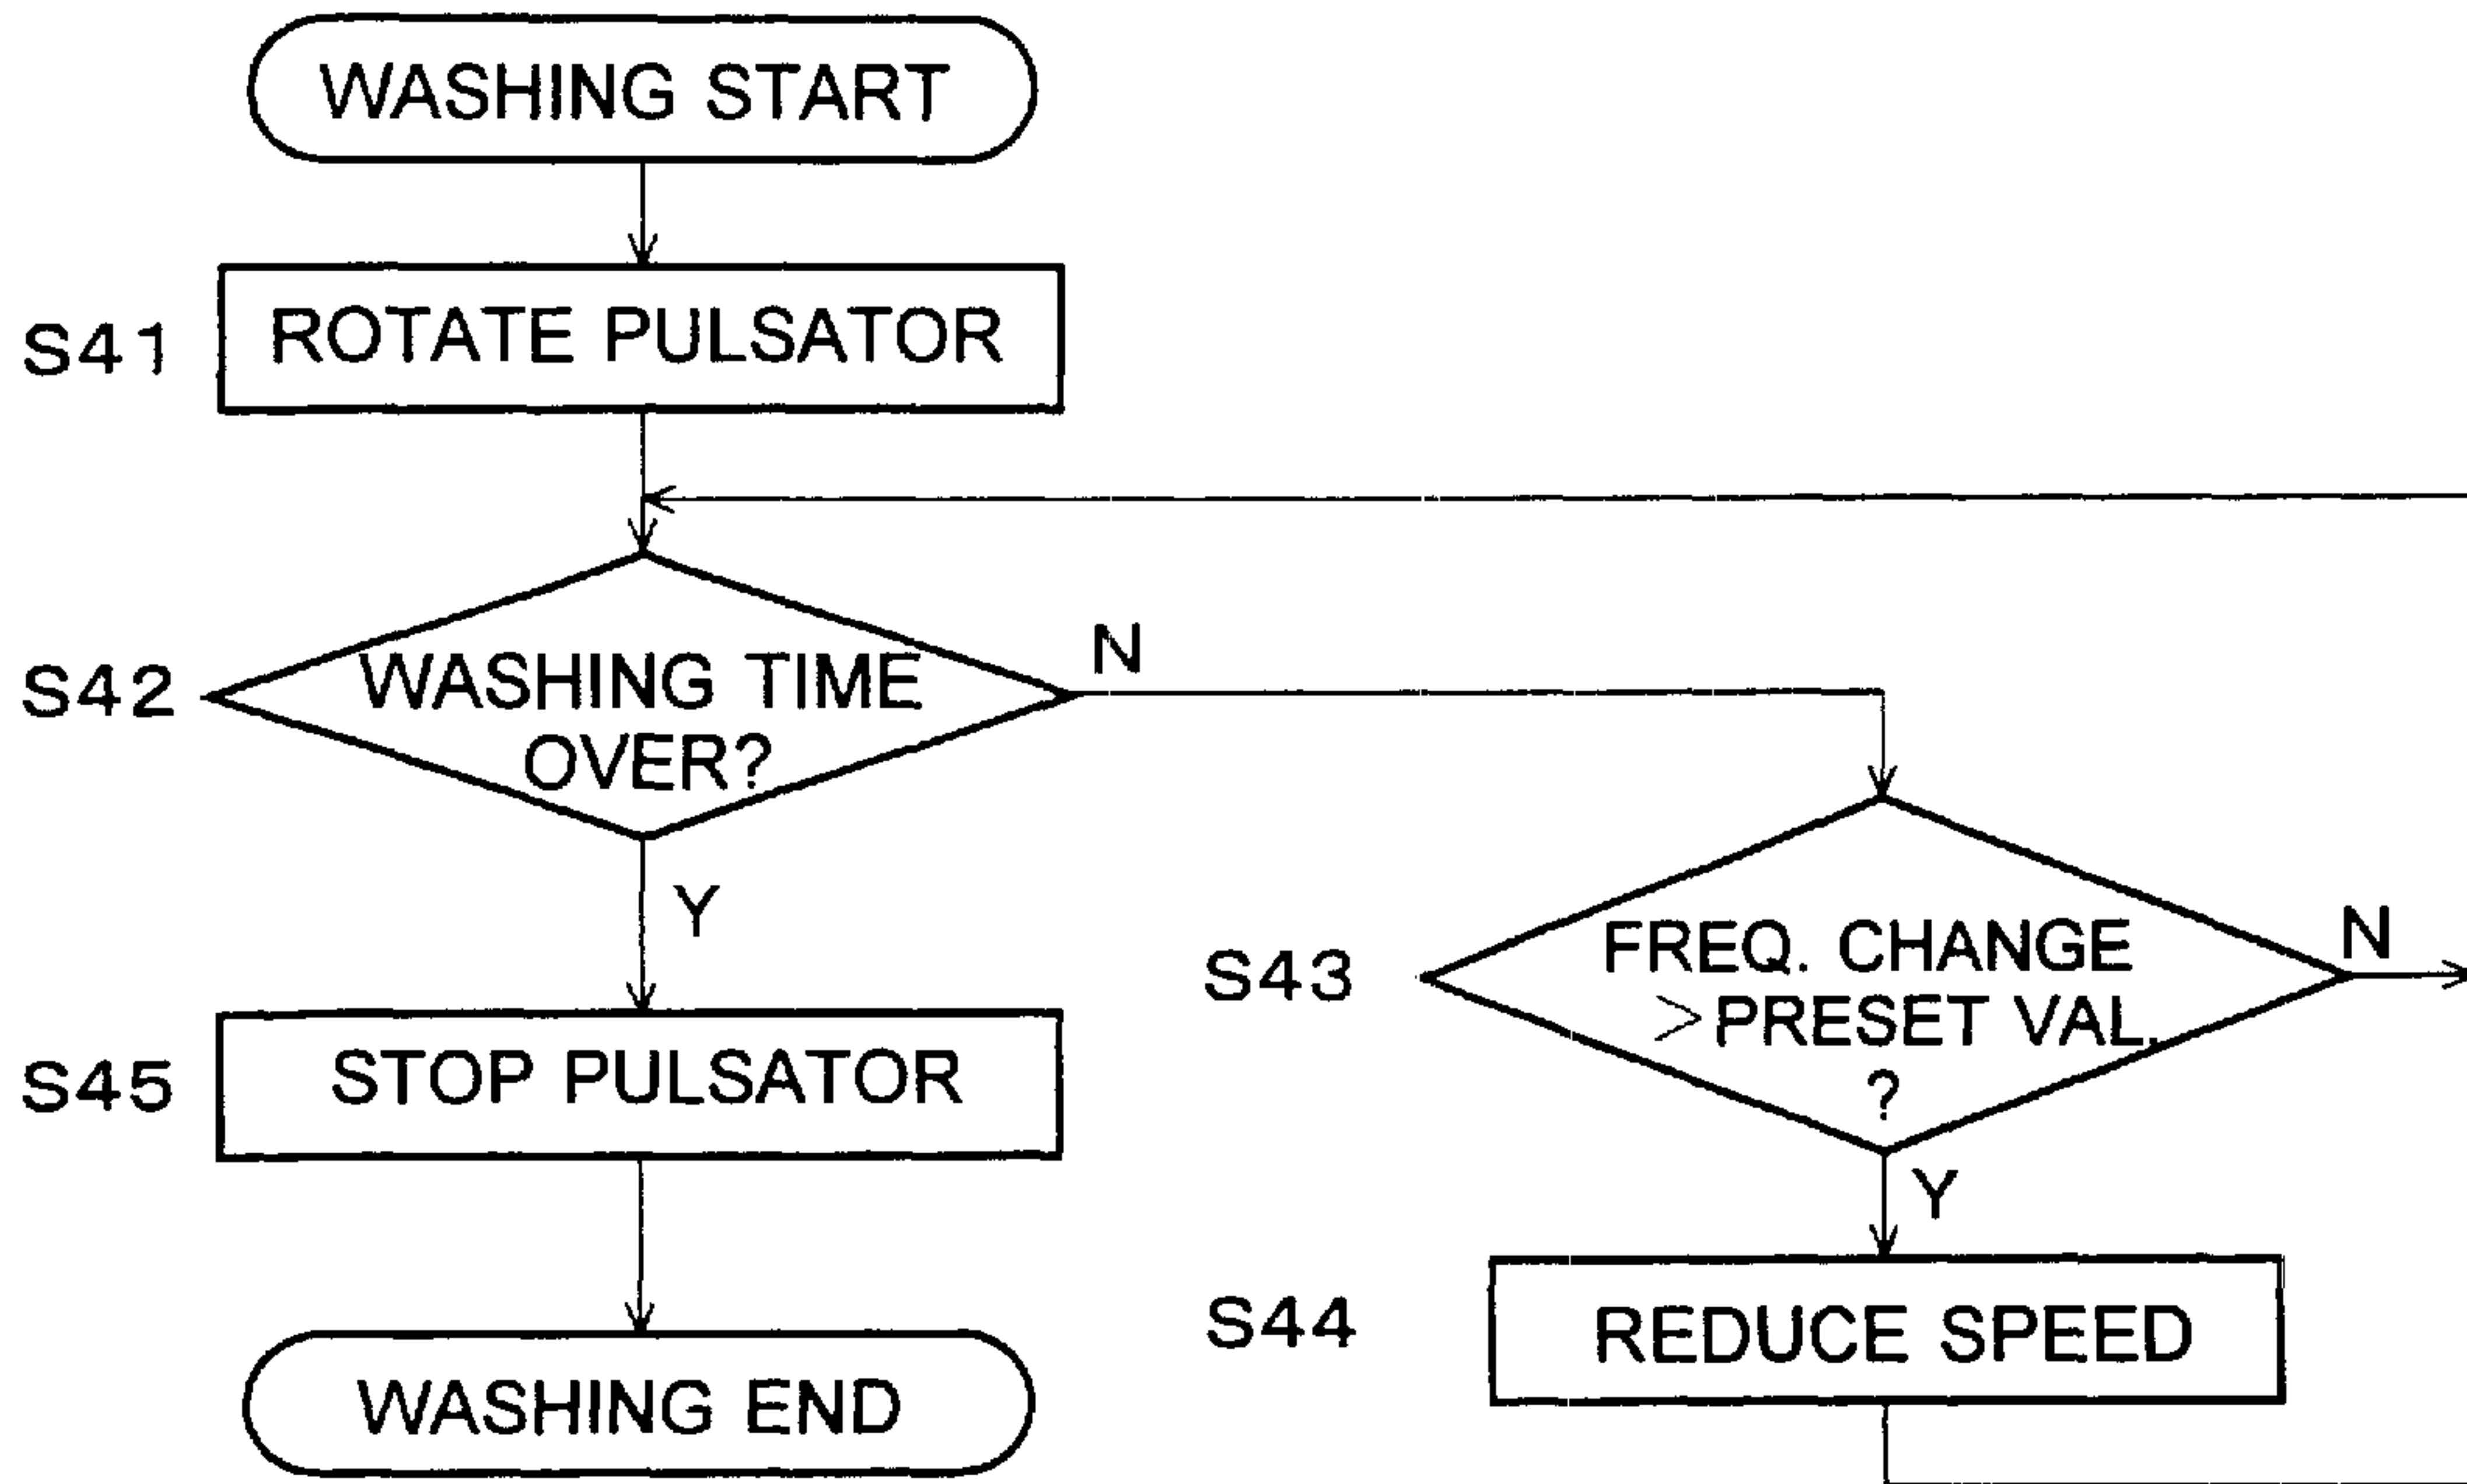 WASHING START
S41
ROTATE PULSATOR
S42
WASHING TIME
OVER?
N
Y
S43
FREQ. CHANGE
>PRESET VAL.
?
N
Y
S45
STOP PULSATOR
S44
REDUCE SPEED
WASHING END